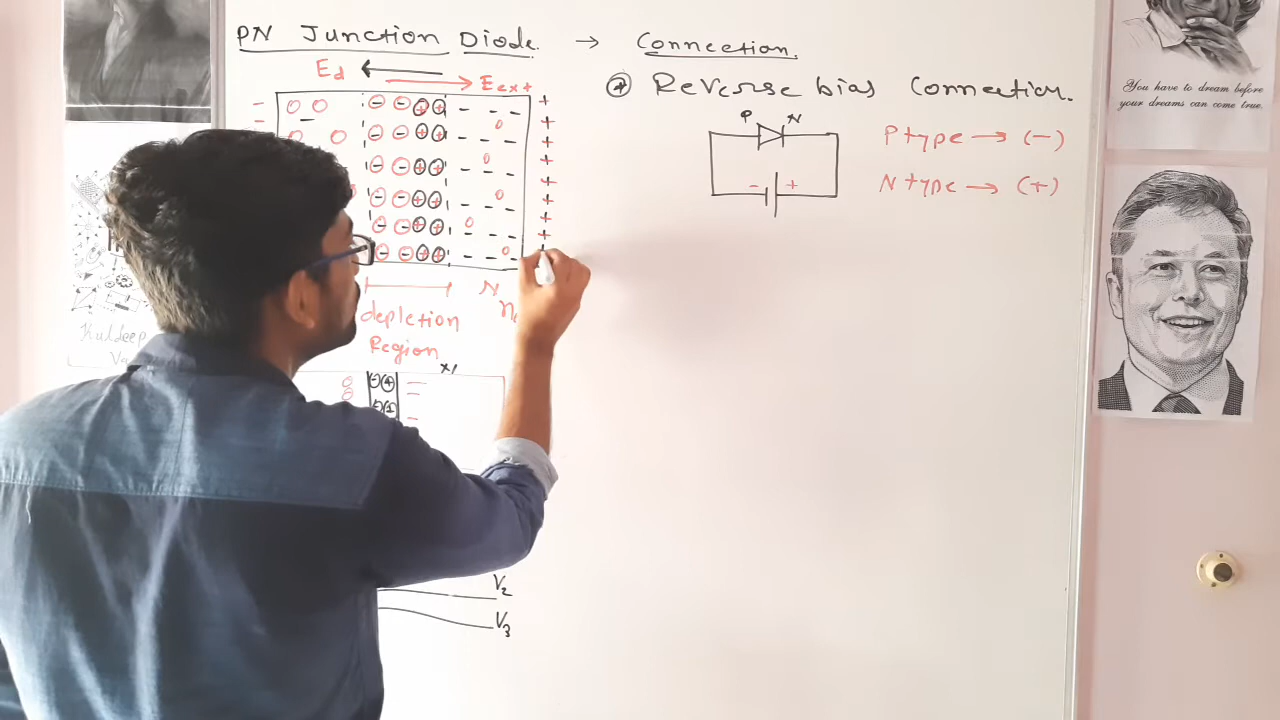 PN Junction Diode. → Connection.
Ed
Eext
Reverse bias Connection.
P N
P type → (-)
N type → (+)
- +
N
depletion
Region
V2
V3
Kuldeep
You have to dream before
your dreams can come true.